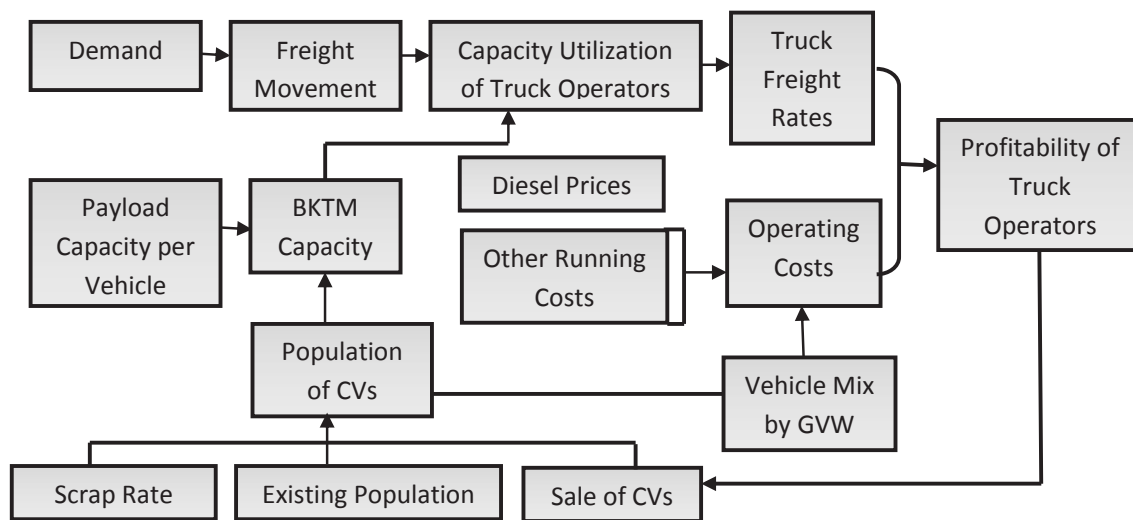 Demand
Freight
Movement
Capacity Utilization
of Truck Operators
Truck
Freight
Rates
Profitability of
Truck
Operators
Payload
Capacity per
Vehicle
BKTM
Capacity
Diesel Prices
Other Running
Costs
Operating
Costs
Population
of CVs
Vehicle Mix
by GVW
Scrap Rate
Existing Population
Sale of CVs